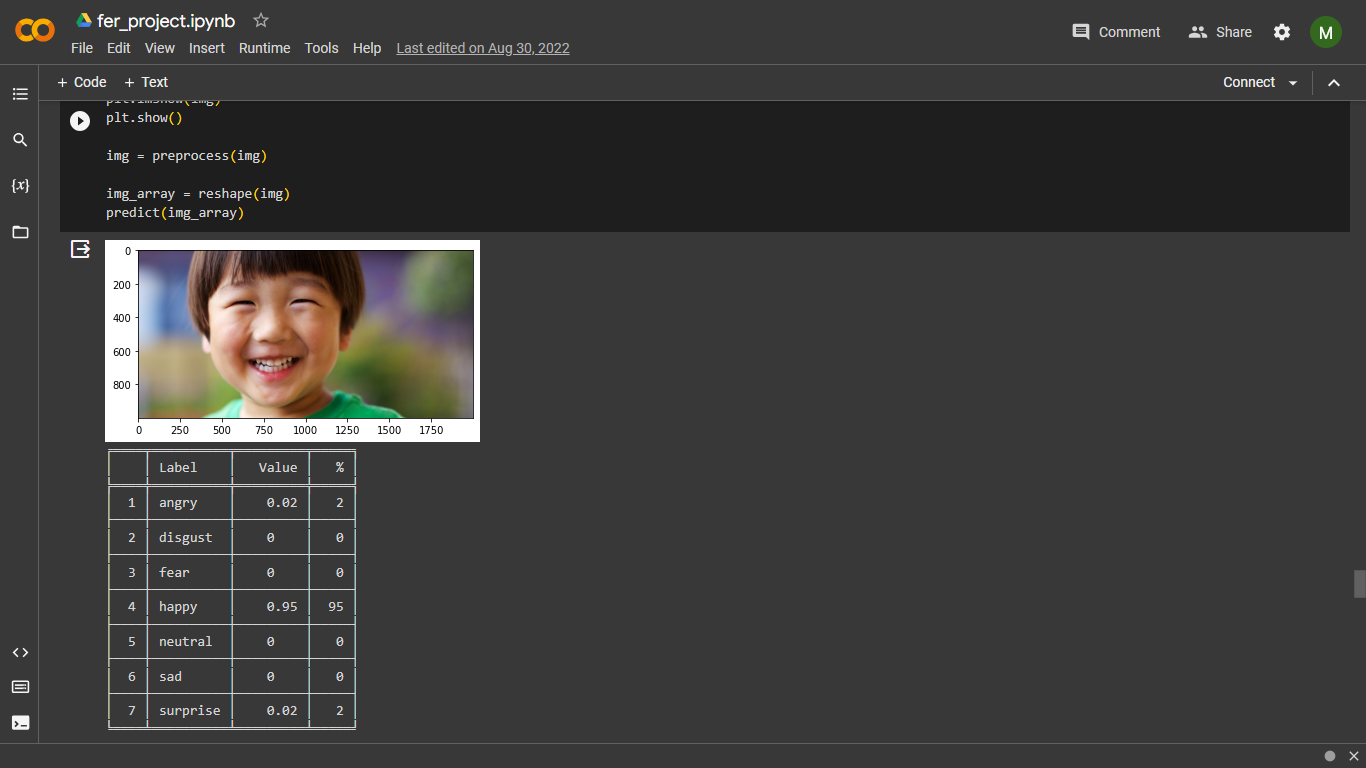 fer_project.ipynb
File Edit View Insert Runtime Tools Help Last edited on Aug 30, 2022
Comment Share M
+ Code + Text
Connect
plt.imshow(img)
plt.show()
img = preprocess(img)
img_array = reshape(img)
predict(img_array)
{x}
0
200
400
600
800
0 250 500 750 1000 1250 1500 1750
Label Value %
1 angry 0.02 2
2 disgust 0 0
3 fear 0 0
4 happy 0.95 95
5 neutral 0 0
6 sad 0 0
7 surprise 0.02 2